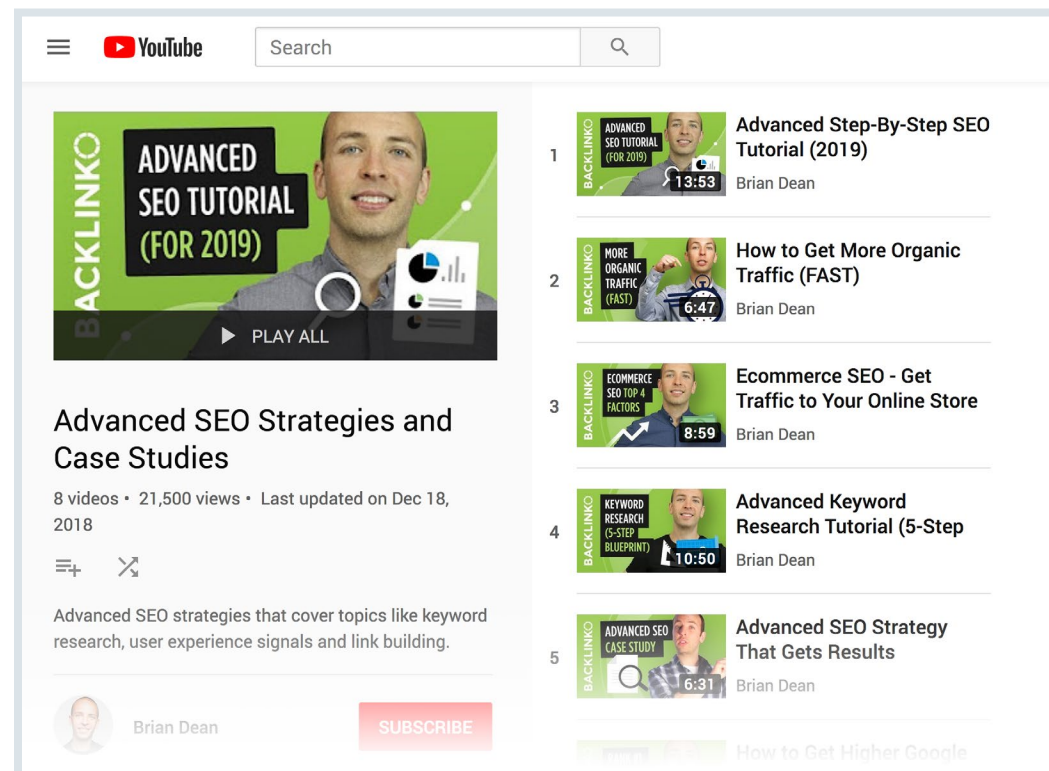 YouTube
Search
BACKLINKO
ADVANCED
SEO TUTORIAL
(FOR 2019)
PLAY ALL
Advanced SEO Strategies and
Case Studies
8 videos • 21,500 views • Last updated on Dec 18,
2018
Advanced SEO strategies that cover topics like keyword
research, user experience signals and link building.
Brian Dean
SUBSCRIBE
1
BACKLINKO
ADVANCED
SEO TUTORIAL
(FOR 2019)
13:53
Advanced Step-By-Step SEO
Tutorial (2019)
Brian Dean
2
BACKLINKO
MORE
ORGANIC
TRAFFIC
(FAST)
6:47
How to Get More Organic
Traffic (FAST)
Brian Dean
3
BACKLINKO
ECOMMERCE
SEO TOP 4
FACTORS
8:59
Ecommerce SEO - Get
Traffic to Your Online Store
Brian Dean
4
BACKLINKO
KEYWORD
RESEARCH
(5-STEP
BLUEPRINT)
10:50
Advanced Keyword
Research Tutorial (5-Step
Brian Dean
5
BACKLINKO
ADVANCED SEO
CASE STUDY
6:31
Advanced SEO Strategy
That Gets Results
Brian Dean
How to Get Higher Google